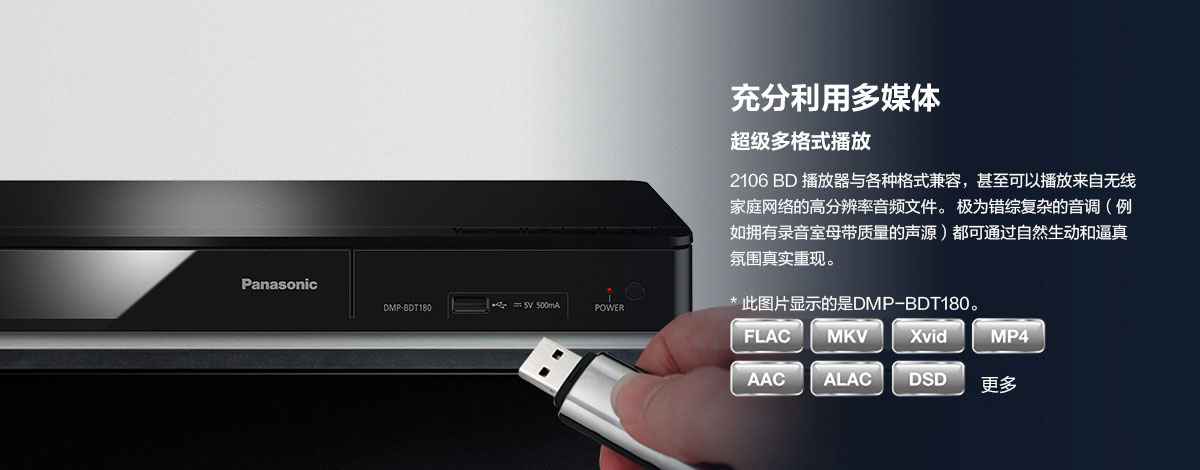 充分利用多媒体
超级多格式播放
2106 BD 播放器与各种格式兼容，甚至可以播放来自无线
家庭网络的高分辨率音频文件。极为错综复杂的音调（例
如拥有录音室母带质量的声源）都可通过自然生动和逼真
氛围真实重现。
* 此图片显示的是DMP-BDT180。
FLAC MKV Xvid MP4
AAC ALAC DSD 更多
Panasonic
DMP-BDT180 5V 500mA POWER